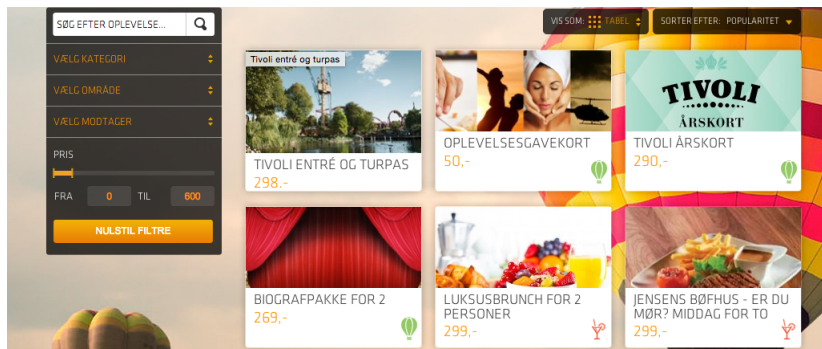 SØG EFTER OPLEVELSE...
VÆLG KATEGORI
VÆLG OMRÅDE
VÆLG MODTAGER
PRIS
FRA 0 TIL 600
NULSTIL FILTRE
VIS SOM: TABEL
SORTER EFTER: POPULARITET
Tivoli entré og turpas
TIVOLI ENTRÉ OG TURPAS
298.-
OPLEVELSESGAVEKORT
50,-
TIVOLI
ÅRSKORT
TIVOLI ÅRSKORT
290,-
BIOGRAFPAKKE FOR 2
269,-
LUKSUSBRUNCH FOR 2
PERSONER
299,-
JENSENS BØFHUS - ER DU
MØR? MIDDAG FOR TO
299,-